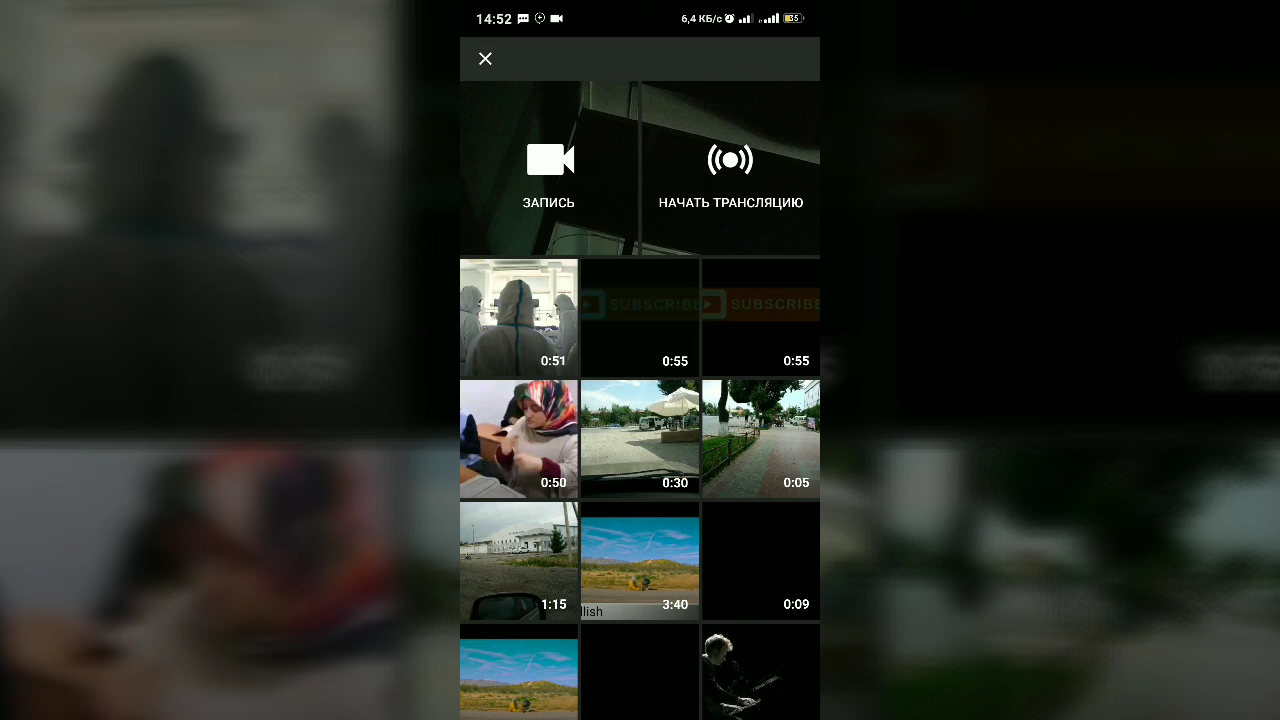 14:52 6,4 КБ/с 35
ЗАПИСЬ НАЧАТЬ ТРАНСЛЯЦИЮ
SUBSCRIBE SUBSCRIBE
0:51 0:55 0:55
0:50 0:30 0:05
1:15 3:40 0:09
lish